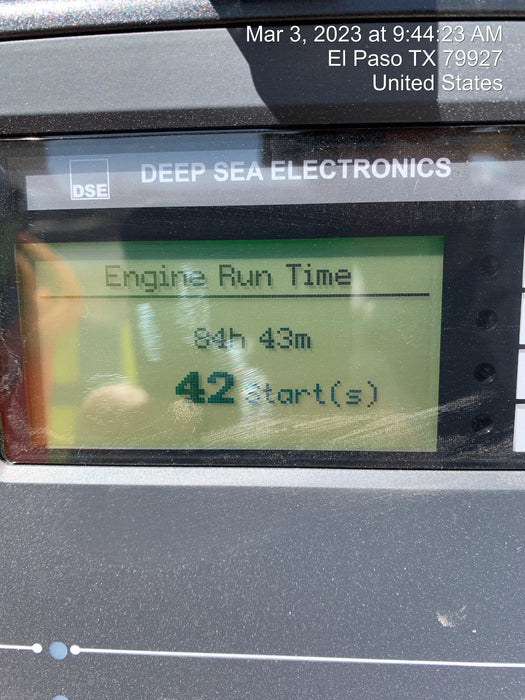 Mar 3, 2023 at 9:44:23 AM
El Paso TX 79927
United States
DSE
DEEP SEA ELECTRONICS
Engine Run Time
84h 43m
42 Start(s)